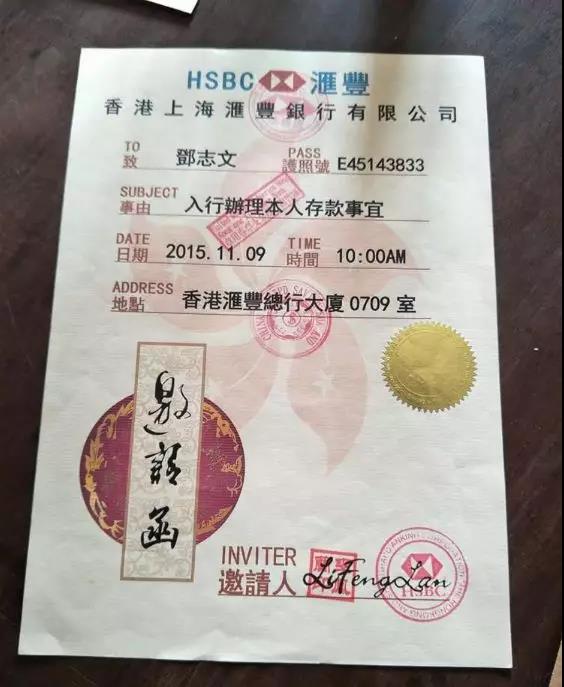 HSBC 滙豐
香港上海滙豐銀行有限公司
TO 致 鄧志文 PASS 護照號 E45143833
SUBJECT 事由 入行辦理本人存款事宜
DATE 日期 2015.11.09 TIME 時間 10:00AM
ADDRESS 地點 香港滙豐總行大廈 0709 室
邀請函
INVITER 邀請人 LiFengLan
HSBC